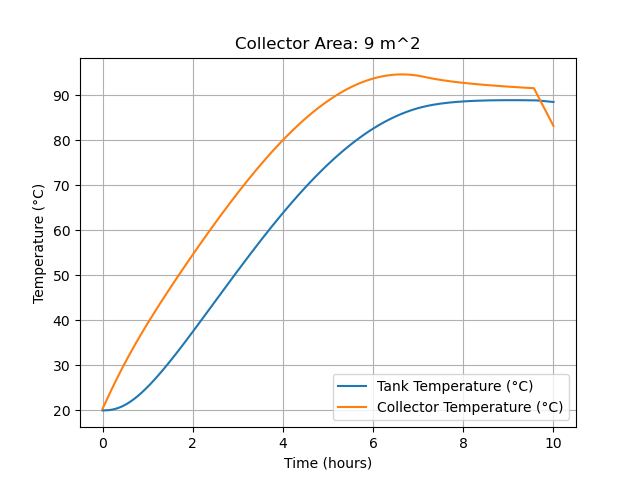 Collector Area: 9 m^2
Temperature (°C)
90
80
70
60
50
40
30
20
Tank Temperature (°C)
Collector Temperature (°C)
0 2 4 6 8 10
Time (hours)